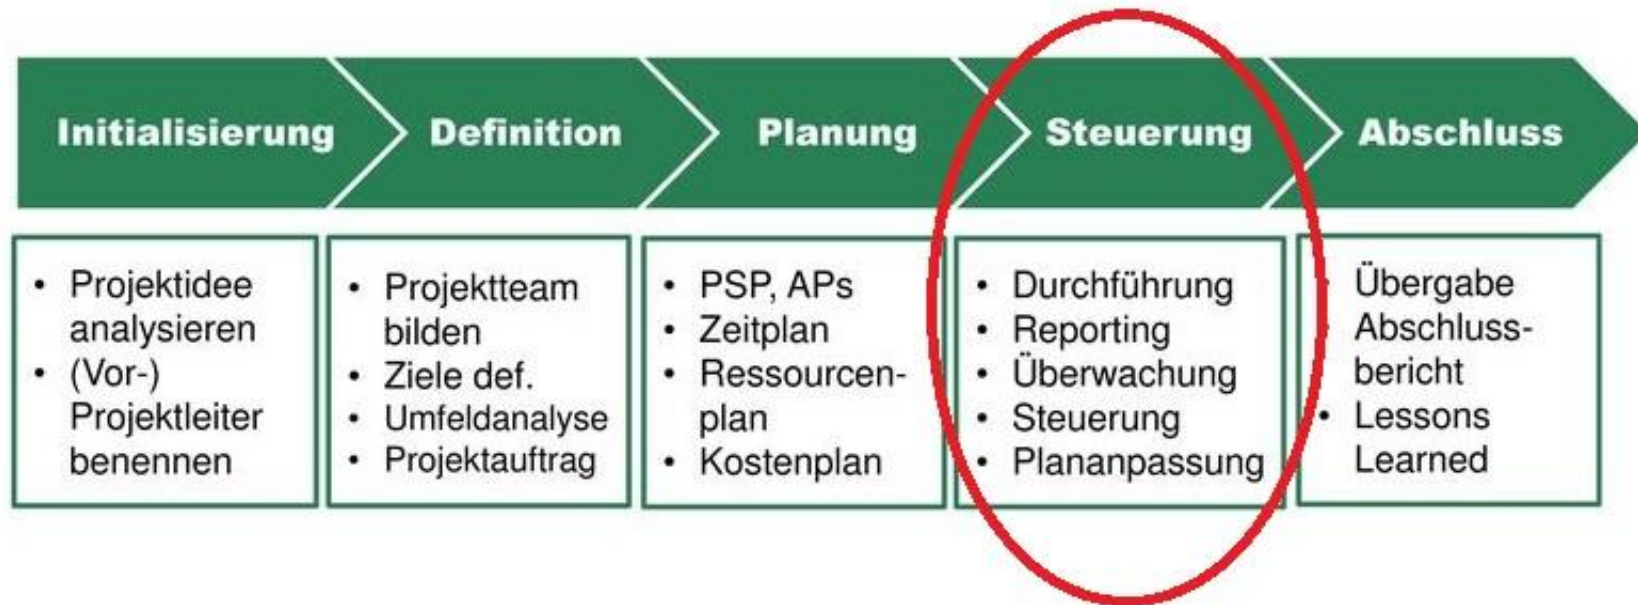 Initialisierung
Definition
Planung
Steuerung
Abschluss
• Projektidee
analysieren
• (Vor-)
Projektleiter
benennen
• Projektteam
bilden
• Ziele def.
• Umfeldanalyse
• Projektauftrag
• PSP, APs
• Zeitplan
• Ressourcen-
plan
• Kostenplan
• Durchführung
• Reporting
• Überwachung
• Steuerung
• Plananpassung
• Übergabe
• Abschluss-
bericht
• Lessons
Learned